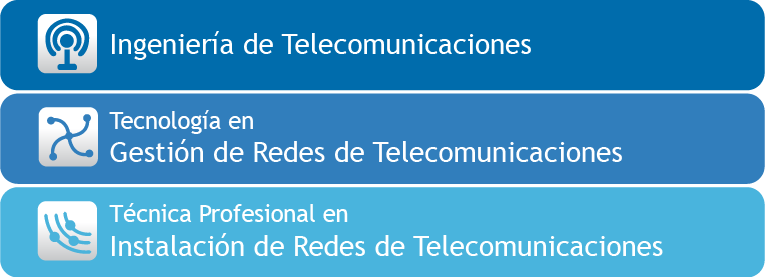 Ingeniería de Telecomunicaciones
Tecnología en
Gestión de Redes de Telecomunicaciones
Técnica Profesional en
Instalación de Redes de Telecomunicaciones